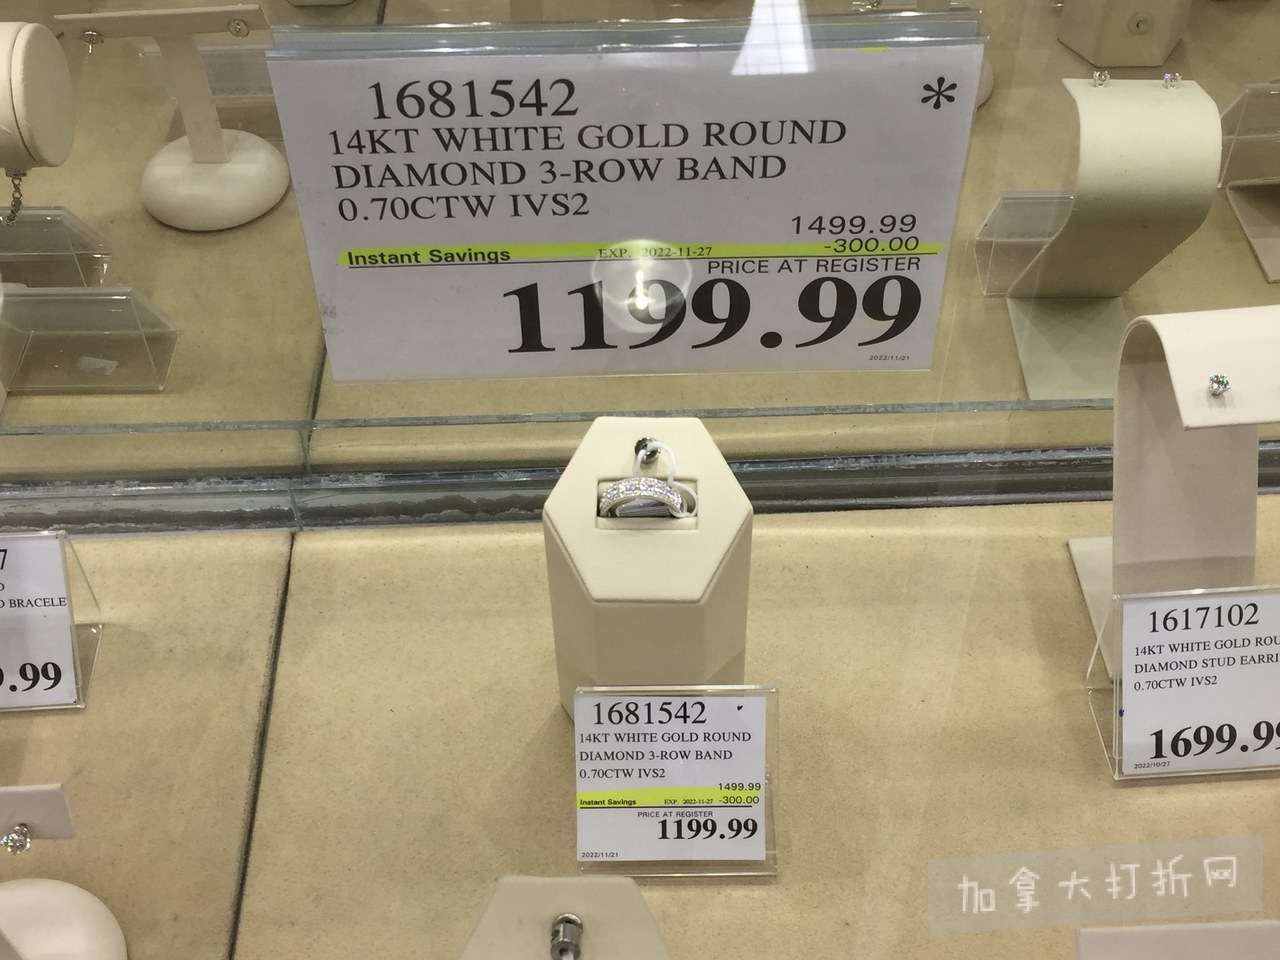 1681542
*
14KT WHITE GOLD ROUND
DIAMOND 3-ROW BAND
0.70CTW IVS2
1499.99
Instant Savings EXP. 2022-11-27 -300.00
PRICE AT REGISTER
1199.99
2022/11/21
7
D BRACELE
9.99
1681542
14KT WHITE GOLD ROUND
DIAMOND 3-ROW BAND
0.70CTW IVS2
1499.99
Instant Savings EXP. 2022-11-27 -300.00
PRICE AT REGISTER
1199.99
2022/11/21
1617102
14KT WHITE GOLD ROU
DIAMOND STUD EARRI
0.70CTW IVS2
1699.99
2022/10/27
加拿大打折网